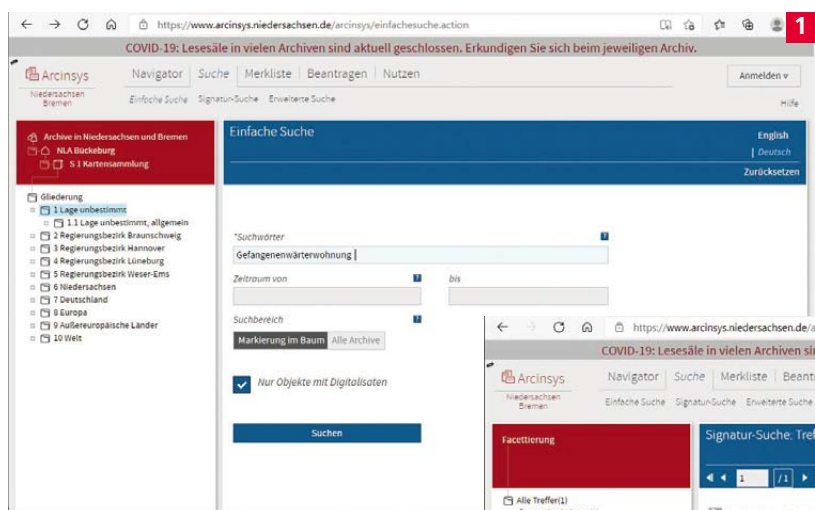 https://www.arcinsys.niedersachsen.de/arcinsys/einfachesuche.action
1
COVID-19: Lesesäle in vielen Archiven sind aktuell geschlossen. Erkundigen Sie sich beim jeweiligen Archiv.
Arcinsys
Niedersachsen
Bremen
Navigator Suche Merkliste Beantragen Nutzen
Anmelden v
Einfache Suche Signatur-Suche Erweiterte Suche
Hilfe
Archive in Niedersachsen und Bremen
NLA Bückeburg
S 1 Kartensammlung
Einfache Suche
English
| Deutsch
Zurücksetzen
Gliederung
1 Lage unbestimmt
1.1 Lage unbestimmt, allgemein
2 Regierungsbezirk Braunschweig
3 Regierungsbezirk Hannover
4 Regierungsbezirk Lüneburg
5 Regierungsbezirk Weser-Ems
6 Niedersachsen
7 Deutschland
8 Europa
9 Außereuropäische Länder
10 Welt
*Suchwörter
?
Gefangenenwärterwohnung
Zeitraum von
?
bis
Suchbereich
?
Markierung im Baum Alle Archive
Nur Objekte mit Digitalisaten
Suchen
https://www.arcinsys.niedersachsen.de/a
COVID-19: Lesesäle in vielen Archiven sin
Arcinsys
Niedersachsen
Bremen
Navigator Suche Merkliste Beant
Einfache Suche Signatur-Suche Erweiterte Suche
Facettierung
Signatur-Suche: Tref
1 /1
Alle Treffer(1)